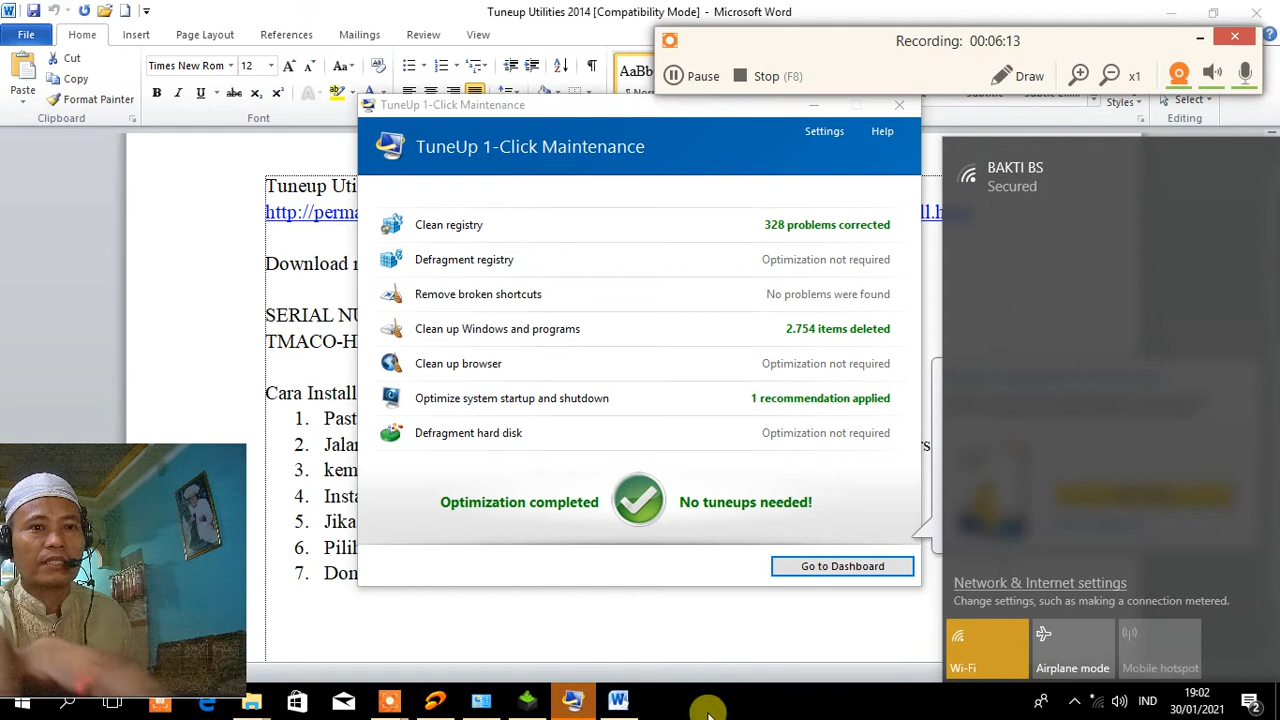 Tuneup Utilities 2014 [Compatibility Mode] - Microsoft Word
File Home Insert Page Layout References Mailings Review View
Recording: 00:06:13
Pause Stop (F8) Draw x1
Paste
Cut
Copy
Format Painter
Clipboard
Times New Rom 12
Font
Styles
Select
Editing
TuneUp 1-Click Maintenance
Settings Help
TuneUp 1-Click Maintenance
Clean registry 328 problems corrected
Defragment registry Optimization not required
Remove broken shortcuts No problems were found
Clean up Windows and programs 2.754 items deleted
Clean up browser Optimization not required
Optimize system startup and shutdown 1 recommendation applied
Defragment hard disk Optimization not required
Optimization completed No tuneups needed!
Go to Dashboard
Tuneup Uti
http://perma
Download
SERIAL NU
TMACO-H
Cara Install
1. Past
2. Jalan
3. kem
4. Insta
5. Jika
6. Pilih
7. Don
BAKTI BS
Secured
Network & Internet settings
Change settings, such as making a connection metered.
Wi-Fi Airplane mode Mobile hotspot
IND
19:02
30/01/2021
2